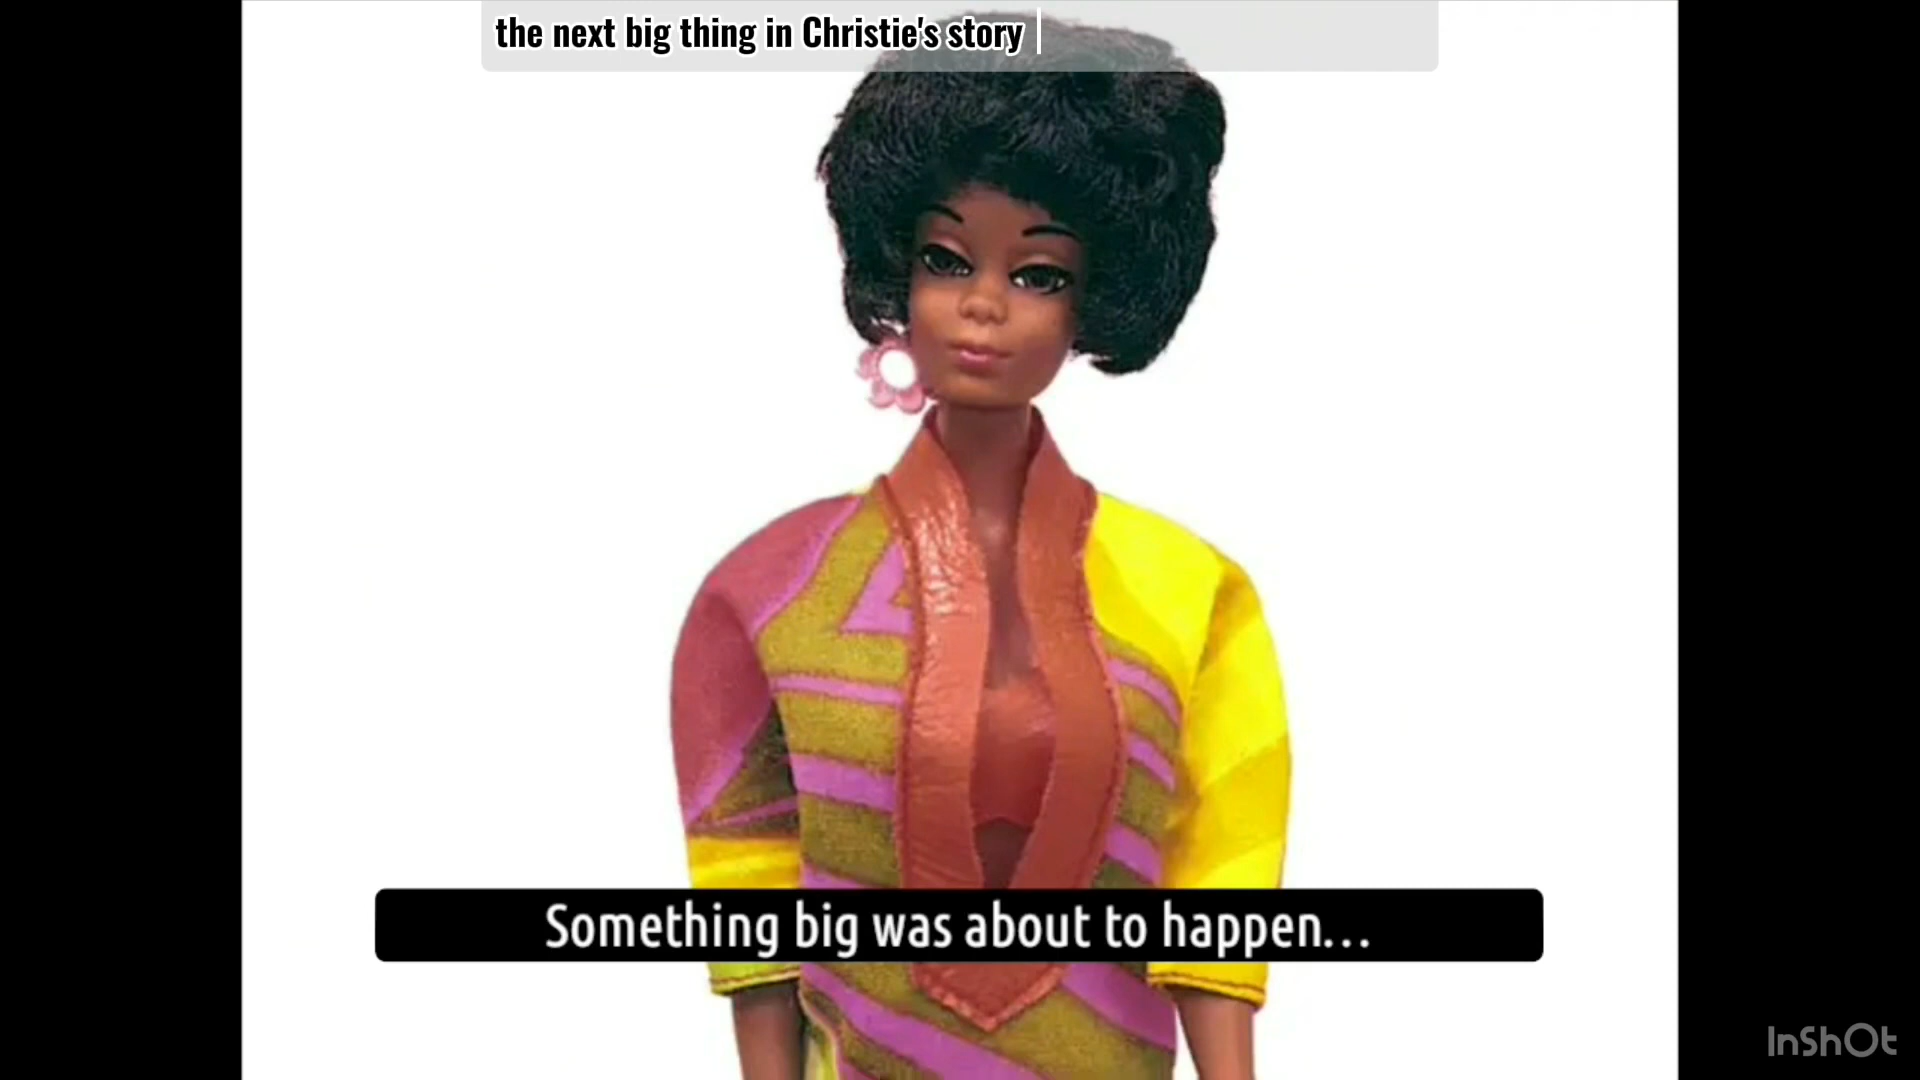 the next big thing in Christie's story
Something big was about to happen...
InShOt